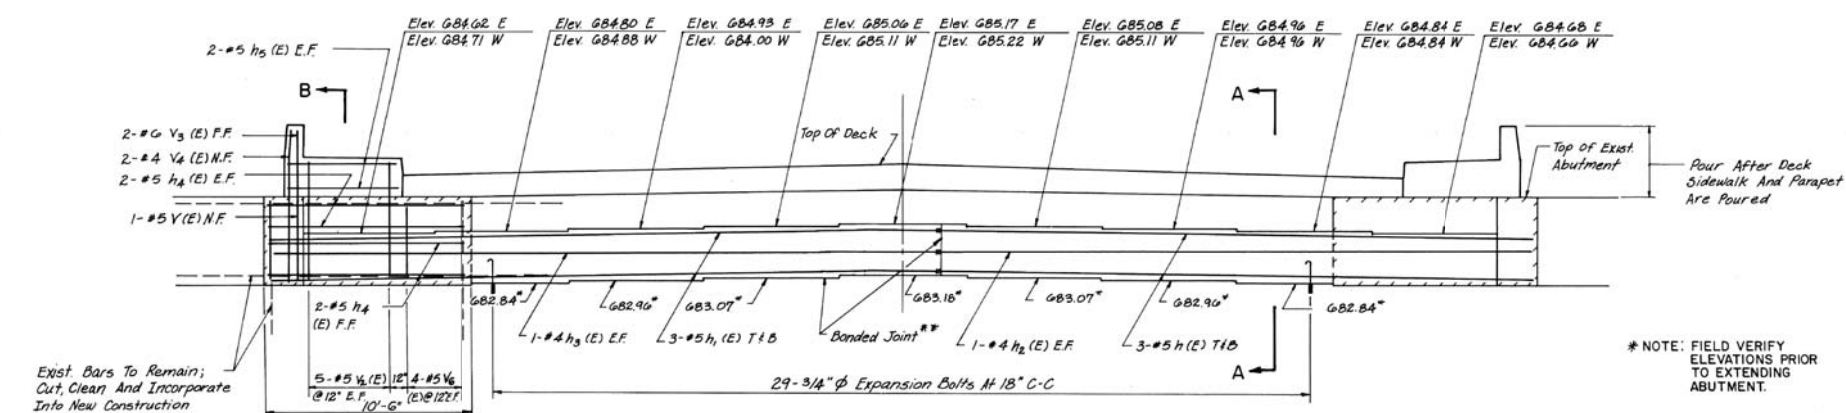 Elev. 684.62 E
Elev. 684.71 W
Elev. 684.80 E
Elev. 684.88 W
Elev. 684.93 E
Elev. 684.00 W
Elev. 685.06 E
Elev. 685.11 W
Elev. 685.17 E
Elev. 685.22 W
Elev. 685.08 E
Elev. 685.11 W
Elev. 684.96 E
Elev. 684.96 W
Elev. 684.84 E
Elev. 684.84 W
Elev. 684.68 E
Elev. 684.66 W
2-#5 h5 (E) E.F.
B
A
2-#6 V3 (E) F.F.
2-#4 V4 (E) N.F.
2-#5 h4 (E) E.F.
1-#5 V (E) N.F.
Top Of Deck
Top Of Exist.
Abutment
Pour After Deck
Sidewalk And Parapet
Are Poured
2-#5 h4
(E) F.F.
682.84*
682.96*
683.07*
683.18*
683.07*
682.96*
682.84*
1-#4 h3 (E) E.F.
3-#5 h1 (E) T&B
Bonded Joint**
1-#4 h2 (E) E.F.
3-#5 h (E) T&B
A
Exist. Bars To Remain;
Cut, Clean And Incorporate
Into New Construction
5-#5 V2 (E)
@ 12" E.F.
12"
4-#5 V6
(E) @ 12" E.F.
10'-6"
29-3/4" Φ Expansion Bolts At 18" C-C
* NOTE: FIELD VERIFY
ELEVATIONS PRIOR
TO EXTENDING
ABUTMENT.